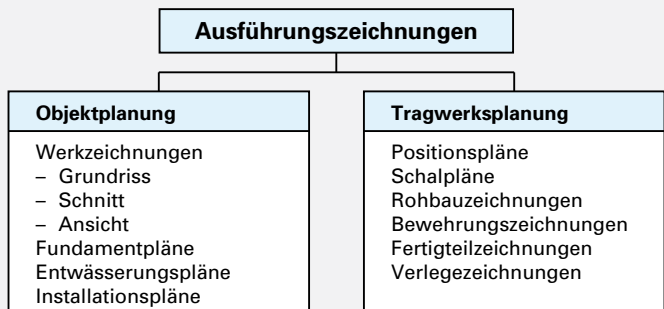 Ausführungszeichnungen
Objektplanung
Werkzeichnungen
– Grundriss
– Schnitt
– Ansicht
Fundamentpläne
Entwässerungspläne
Installationspläne
Tragwerksplanung
Positionspläne
Schalpläne
Rohbauzeichnungen
Bewehrungszeichnungen
Fertigteilzeichnungen
Verlegezeichnungen